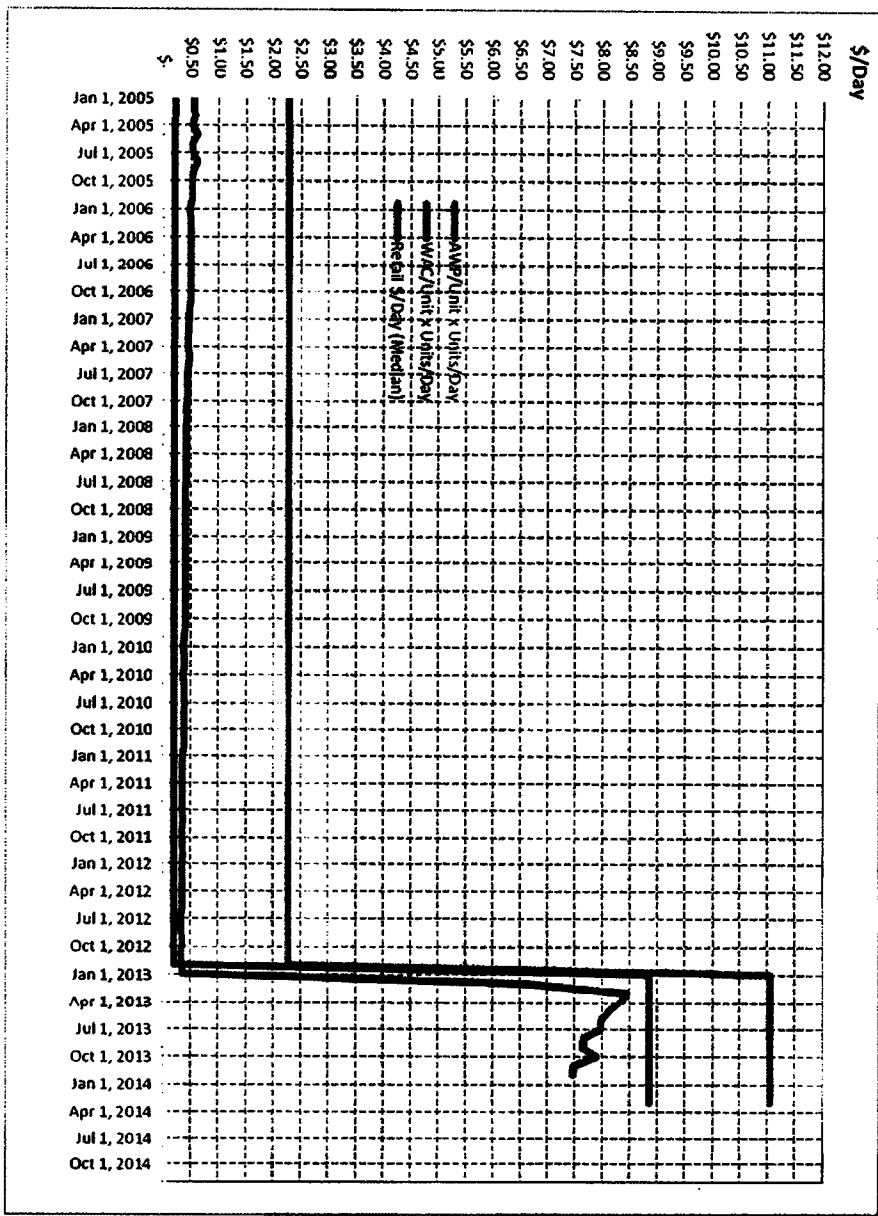 $/Day
$12.00
$11.50
$11.00
$10.50
$10.00
$9.50
$9.00
$8.50
$8.00
$7.50
$7.00
$6.50
$6.00
$5.50
$5.00
$4.50
$4.00
$3.50
$3.00
$2.50
$2.00
$1.50
$1.00
$0.50
$-
AWP/Unit x Units/Day
WAC/Unit x Units/Day
Retail $/Day (Median)
Jan 1, 2005
Apr 1, 2005
Jul 1, 2005
Oct 1, 2005
Jan 1, 2006
Apr 1, 2006
Jul 1, 2006
Oct 1, 2006
Jan 1, 2007
Apr 1, 2007
Jul 1, 2007
Oct 1, 2007
Jan 1, 2008
Apr 1, 2008
Jul 1, 2008
Oct 1, 2008
Jan 1, 2009
Apr 1, 2009
Jul 1, 2009
Oct 1, 2009
Jan 1, 2010
Apr 1, 2010
Jul 1, 2010
Oct 1, 2010
Jan 1, 2011
Apr 1, 2011
Jul 1, 2011
Oct 1, 2011
Jan 1, 2012
Apr 1, 2012
Jul 1, 2012
Oct 1, 2012
Jan 1, 2013
Apr 1, 2013
Jul 1, 2013
Oct 1, 2013
Jan 1, 2014
Apr 1, 2014
Jul 1, 2014
Oct 1, 2014